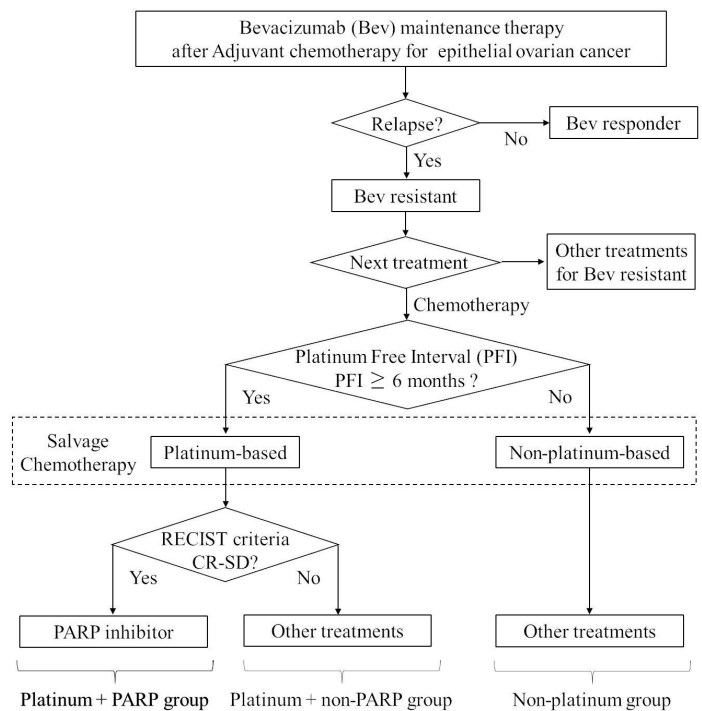 Bevacizumab (Bev) maintenance therapy
after Adjuvant chemotherapy for epithelial ovarian cancer
Relapse?
No
Bev responder
Yes
Bev resistant
Next treatment
Other treatments
for Bev resistant
Chemotherapy
Platinum Free Interval (PFI)
PFI ≧ 6 months ?
Yes
No
Salvage
Chemotherapy
Platinum-based
Non-platinum-based
RECIST criteria
CR-SD?
Yes
No
PARP inhibitor
Other treatments
Other treatments
Platinum + PARP group
Platinum + non-PARP group
Non-platinum group